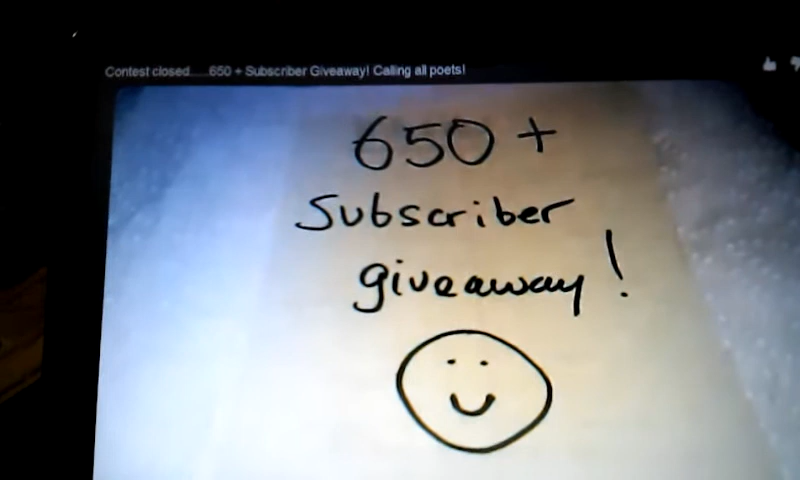 Contest closed.....650 + Subscriber Giveaway! Calling all poets!
650 +
Subscriber
giveaway!